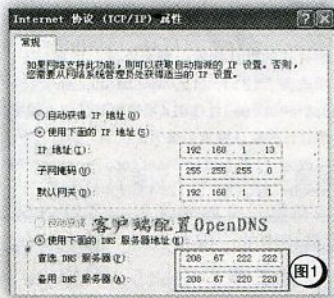 Internet 协议 (TCP/IP) 属性
常规
如果网络支持此功能，则可以获取自动指派的 IP 设置。否则，
您需要从网络系统管理员处获得适当的 IP 设置。
自动获得 IP 地址(O)
使用下面的 IP 地址(S)
IP 地址(I): 192 .168 . 1 . 13
子网掩码(U): 255 .255 .255 . 0
默认网关(D): 192 .168 . 1 . 1
客户端配置OpenDNS
使用下面的 DNS 服务器地址(E):
首选 DNS 服务器(P): 208 . 67 .222 .222
备用 DNS 服务器(A): 208 . 67 .220 .220
图1